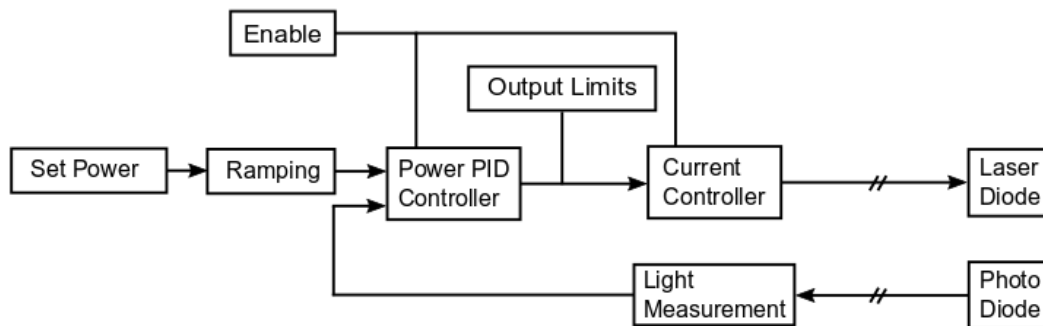 Enable
Output Limits
Set Power
Ramping
Power PID
Controller
Current
Controller
Laser
Diode
Light
Measurement
Photo
Diode